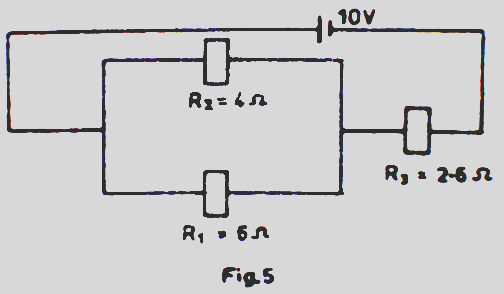 10V
R₂ = 4 Ω
R₃ = 2·6 Ω
R₁ = 6 Ω
Fig.5